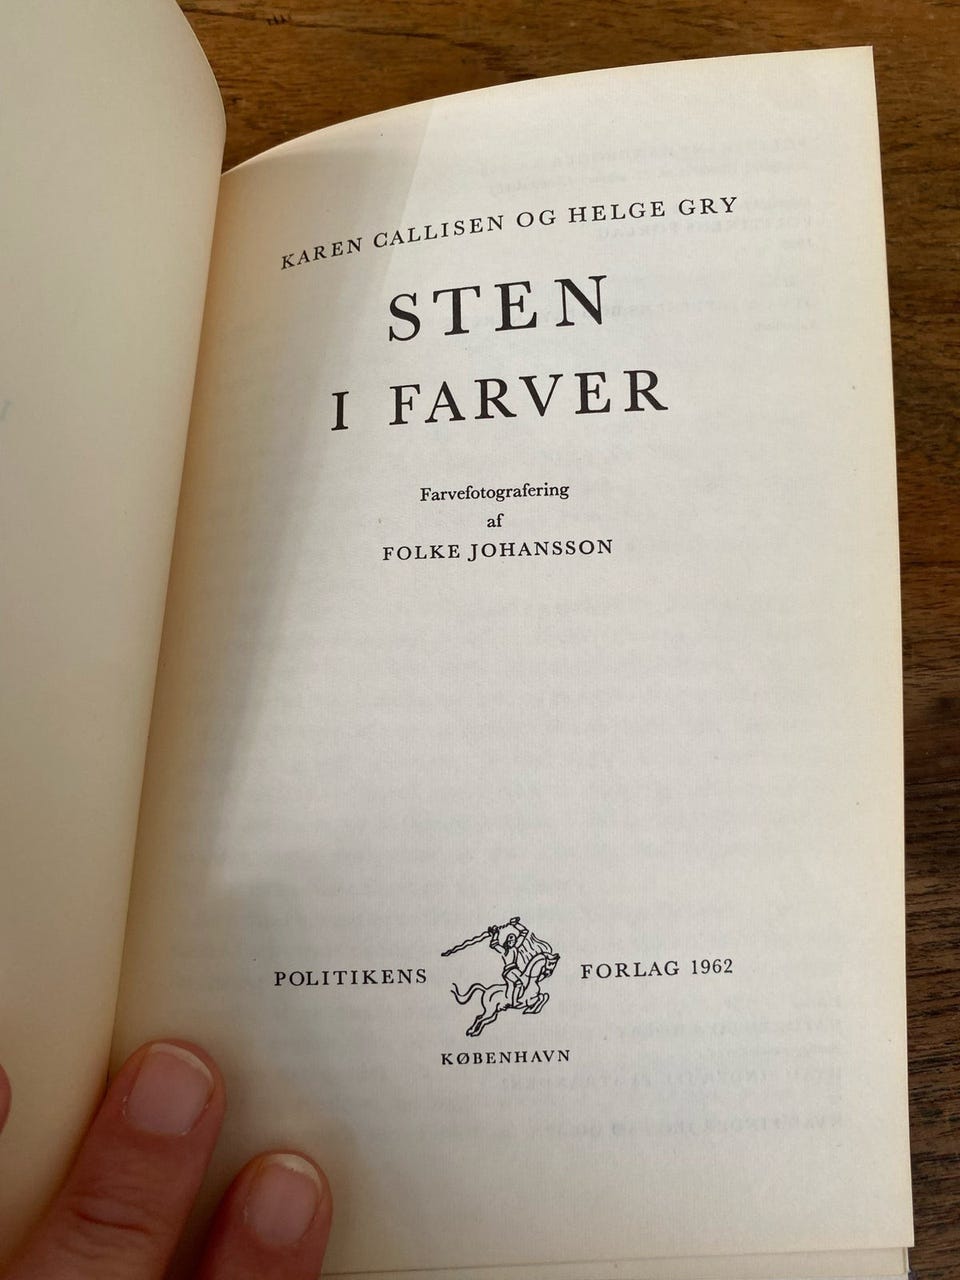 KAREN CALLISEN OG HELGE GRY
STEN
I FARVER
Farvefotografering
af
FOLKE JOHANSSON
POLITIKENS FORLAG 1962
KØBENHAVN